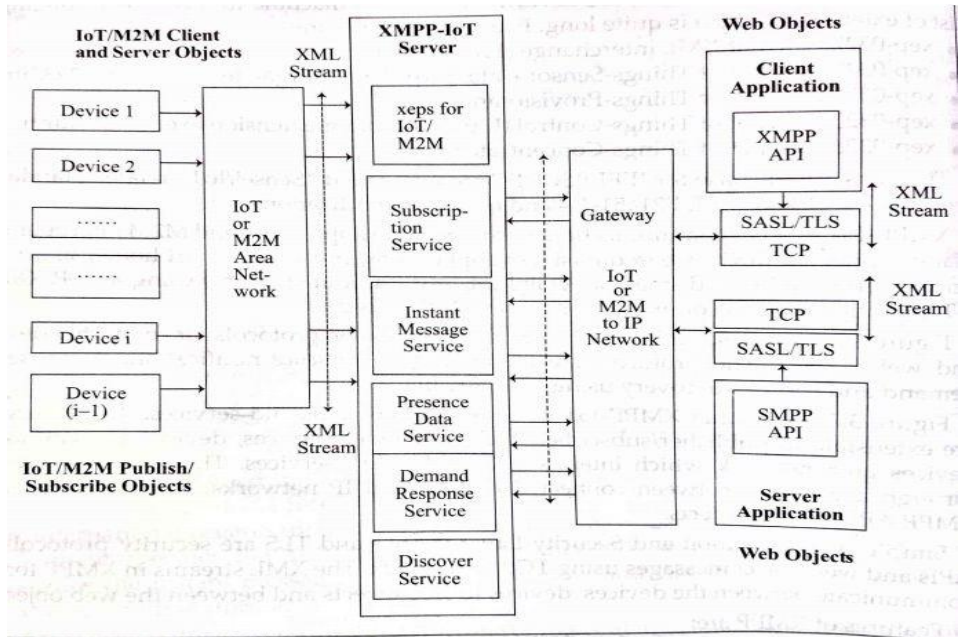 IoT/M2M Client
and Server Objects
Device 1
Device 2
........
........
Device i
Device
(i–1)
IoT/M2M Publish/
Subscribe Objects
IoT
or
M2M
Area
Net-
work
XML
Stream
XML
Stream
XMPP-IoT
Server
xeps for
IoT/
M2M
Subscrip-
tion
Service
Instant
Message
Service
Presence
Data
Service
Demand
Response
Service
Discover
Service
Gateway
IoT
or
M2M
to IP
Network
Web Objects
Client
Application
XMPP
API
SASL/TLS
TCP
XML
Stream
TCP
SASL/TLS
XML
Stream
SMPP
API
Server
Application
Web Objects